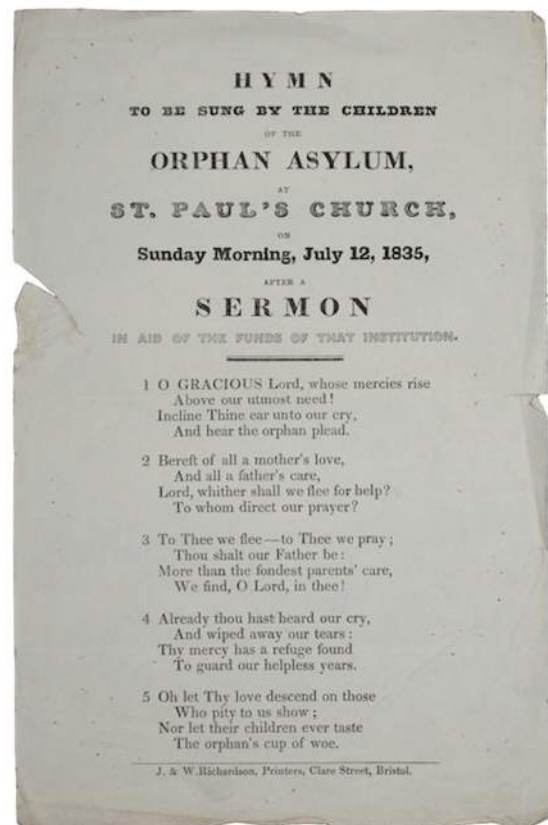 HYMN
TO BE SUNG BY THE CHILDREN
OF THE
ORPHAN ASYLUM,
AT
ST. PAUL'S CHURCH,
ON
Sunday Morning, July 12, 1835,
AFTER A
SERMON
IN AID OF THE FUNDS OF THAT INSTITUTION.
1 O GRACIOUS Lord, whose mercies rise
Above our utmost need!
Incline Thine ear unto our cry,
And hear the orphan plead.
2 Bereft of all a mother's love,
And all a father's care,
Lord, whither shall we flee for help?
To whom direct our prayer?
3 To Thee we flee—to Thee we pray;
Thou shalt our Father be:
More than the fondest parents' care,
We find, O Lord, in thee!
4 Already thou hast heard our cry,
And wiped away our tears:
Thy mercy has a refuge found
To guard our helpless years.
5 Oh let Thy love descend on those
Who pity to us show;
Nor let their children ever taste
The orphan's cup of woe.
J. & W. Richardson, Printers, Clare Street, Bristol.